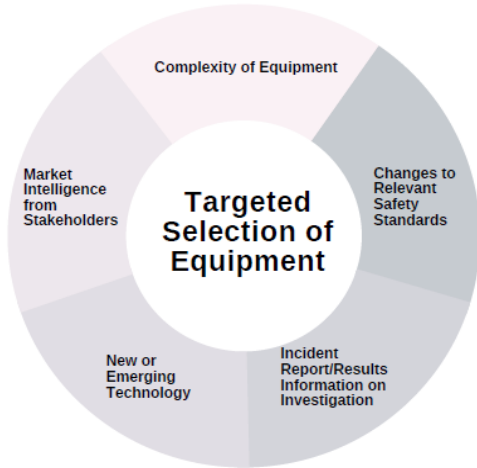 Complexity of Equipment
Changes to
Relevant
Safety
Standards
Incident
Report/Results
Information on
Investigation
New or
Emerging
Technology
Market
Intelligence
from
Stakeholders
Targeted
Selection of
Equipment